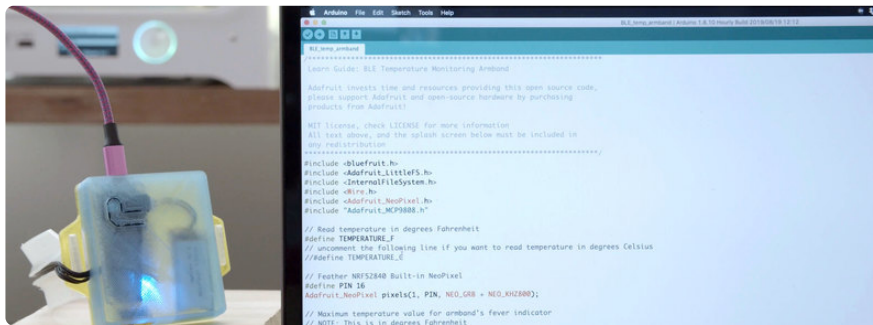 Arduino File Edit Sketch Tools Help
BLE_temp_armband | Arduino 1.8.10 Hourly Build 2019/08/19 12:12
BLE_temp_armband
/*********************************************************************
Learn Guide: BLE Temperature Monitoring Armband
Adafruit invests time and resources providing this open source code,
please support Adafruit and open-source hardware by purchasing
products from Adafruit!
MIT license, check LICENSE for more information
All text above, and the splash screen below must be included in
any redistribution
*********************************************************************/
#include <bluefruit.h>
#include <Adafruit_LittleFS.h>
#include <InternalFileSystem.h>
#include <Wire.h>
#include <Adafruit_NeoPixel.h>
#include "Adafruit_MCP9808.h"
// Read temperature in degrees Fahrenheit
#define TEMPERATURE_F
// uncomment the following line if you want to read temperature in degrees Celsius
//#define TEMPERATURE_C
// Feather NRF52840 Built-in NeoPixel
#define PIN 16
Adafruit_NeoPixel pixels(1, PIN, NEO_GRB + NEO_KHZ800);
// Maximum temperature value for armband's fever indicator
// NOTE: This is in degrees Fahrenheit